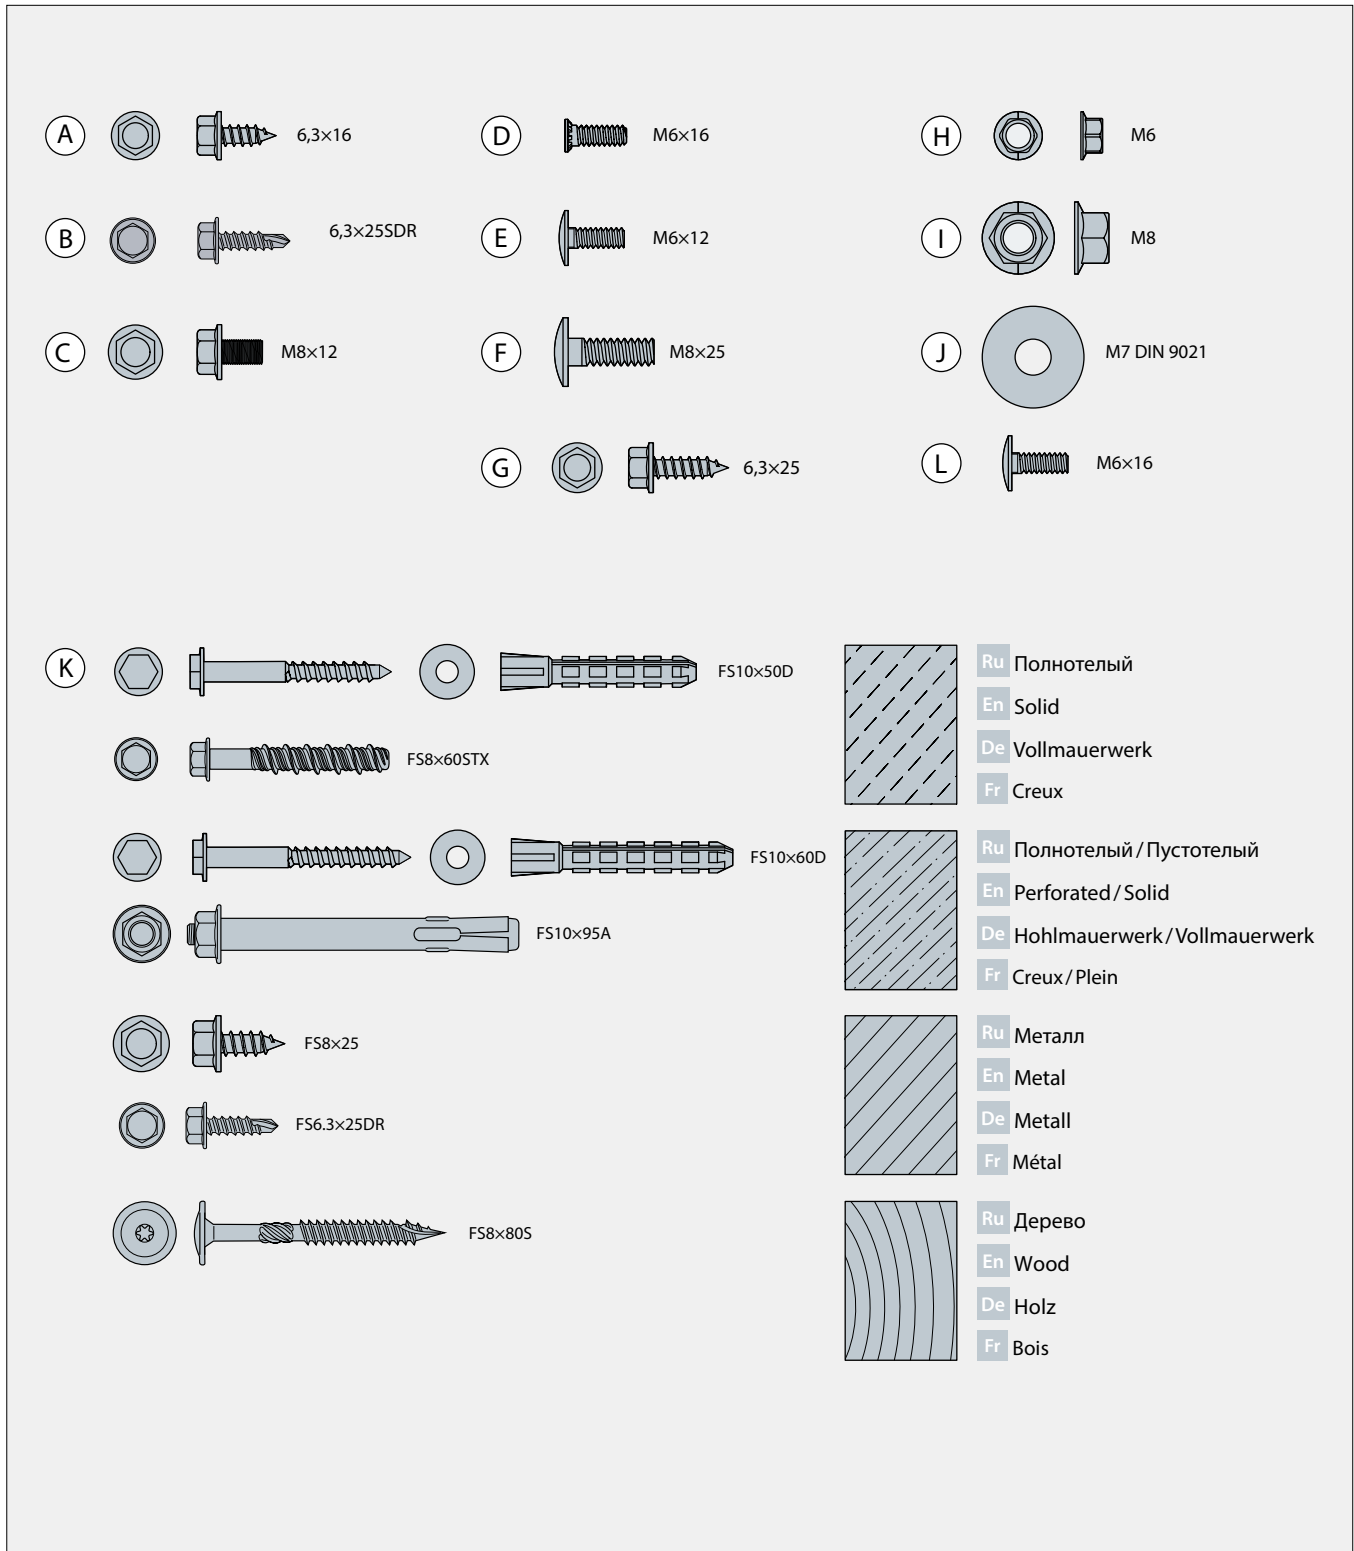 A 6,3×16
B 6,3×25SDR
C M8×12
D M6×16
E M6×12
F M8×25
G 6,3×25
H M6
I M8
J M7 DIN 9021
L M6×16
K FS10×50D
FS8×60STX
FS10×60D
FS10×95A
FS8×25
FS6.3×25DR
FS8×80S
Ru Полнотелый
En Solid
De Vollmauerwerk
Fr Creux
Ru Полнотелый/Пустотелый
En Perforated/Solid
De Hohlmauerwerk/Vollmauerwerk
Fr Creux/Plein
Ru Металл
En Metal
De Metall
Fr Métal
Ru Дерево
En Wood
De Holz
Fr Bois